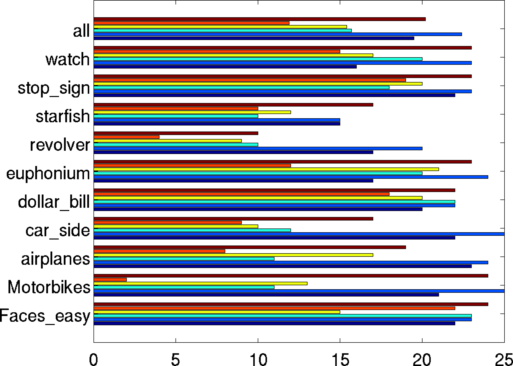 all
watch
stop_sign
starfish
revolver
euphonium
dollar_bill
car_side
airplanes
Motorbikes
Faces_easy
0 5 10 15 20 25